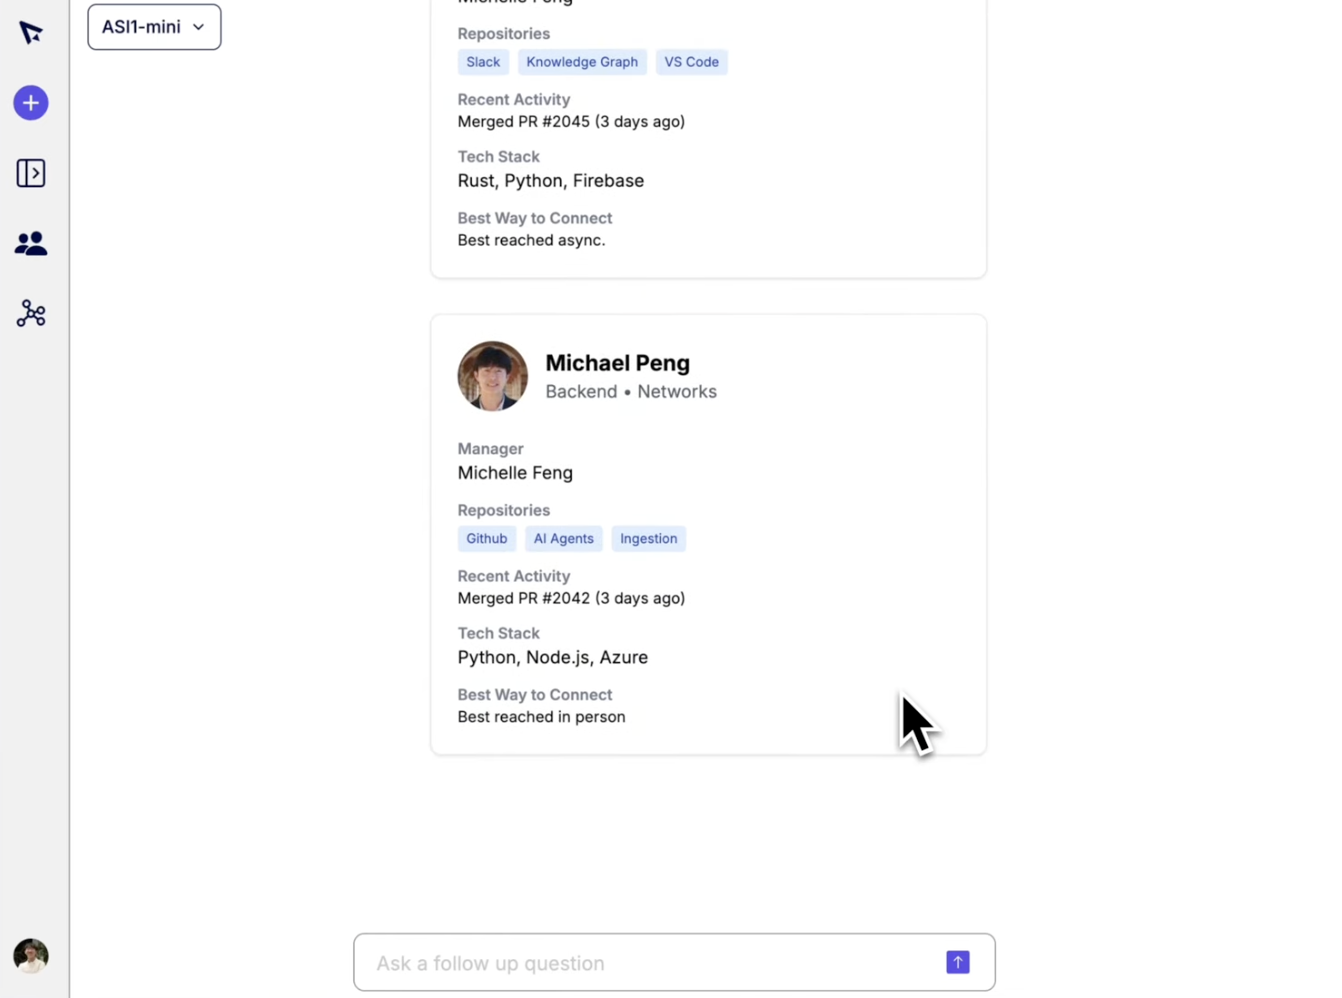 ASI1-mini
Michelle Feng
Repositories
Slack Knowledge Graph VS Code
Recent Activity
Merged PR #2045 (3 days ago)
Tech Stack
Rust, Python, Firebase
Best Way to Connect
Best reached async.
Michael Peng
Backend • Networks
Manager
Michelle Feng
Repositories
Github AI Agents Ingestion
Recent Activity
Merged PR #2042 (3 days ago)
Tech Stack
Python, Node.js, Azure
Best Way to Connect
Best reached in person
Ask a follow up question